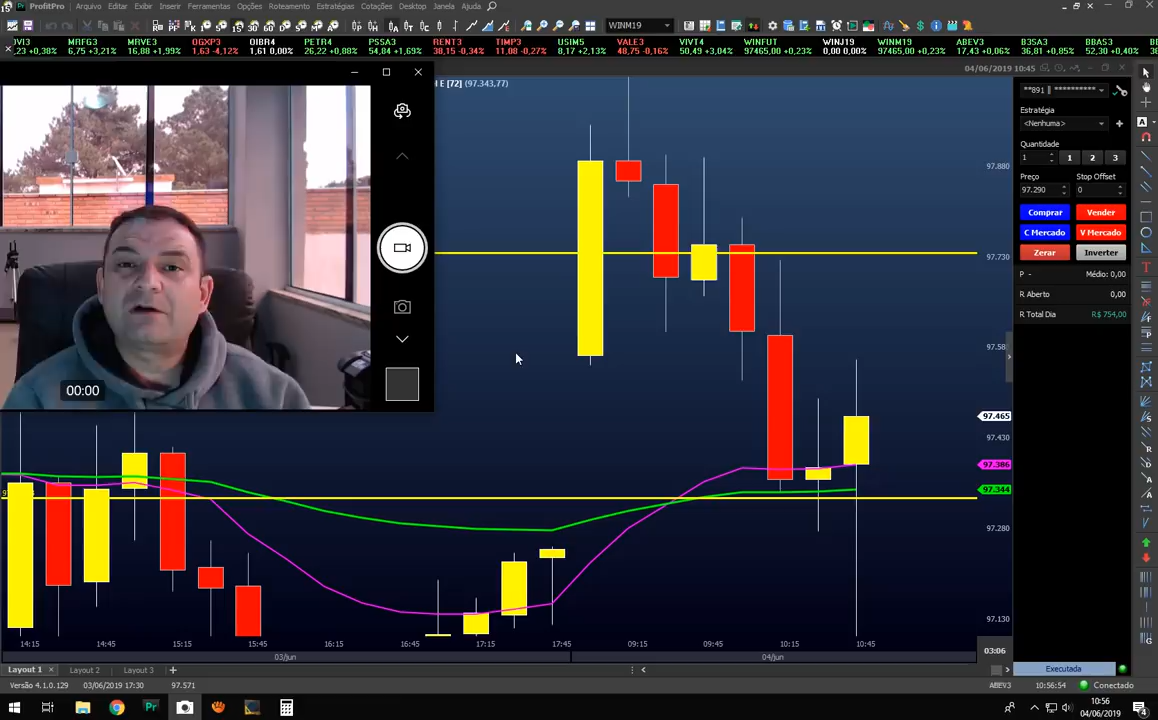 ProfitPro
Arquivo Editar Exibir Inserir Ferramentas Opções Roteamento Estratégias Cotações Desktop Janela Ajuda
WINM19
JVI3 MRFG3 MRVE3 OGXP3 OIBR4 PETR4 PSSA3 RENT3 TIMP3 USIM5 VALE3 VIVT4 WINFUT WINJ19 WINM19 ABEV3 B3SA3 BBAS3
,23 +0,38% 6,75 +3,21% 16,88 +1,99% 1,63 -4,12% 1,61 0,00% 26,22 +0,88% 54,84 +1,69% 38,15 -0,34% 11,08 -0,27% 8,17 +2,13% 48,75 -0,16% 50,49 +3,04% 97465,00 +0,23% 0,00 0,00% 97465,00 +0,23% 17,43 +0,06% 36,81 +0,85% 52,30 +0,40%
04/06/2019 10:45
E [72] (97.343,77)
**891 || **********
Estratégia
<Nenhuma>
Quantidade
1 1 2 3
Preço Stop Offset
97.290 0
Comprar Vender
C Mercado V Mercado
Zerar Inverter
P - Médio: 0,00
R Aberto 0,00
R Total Dia R$ 754,00
97.880
97.730
97.58
97.465
97.430
97.386
97.344
97.280
97.130
00:00
14:15 14:45 15:15 15:45 16:15 16:45 17:15 17:45 09:15 09:45 10:15 10:45
03:06
03/jun 04/jun
Layout 1 Layout 2 Layout 3
Executada
Versão 4.1.0.129 03/06/2019 17:30 97.571
ABEV3 10:56:54 Conectado
10:56
04/06/2019
4